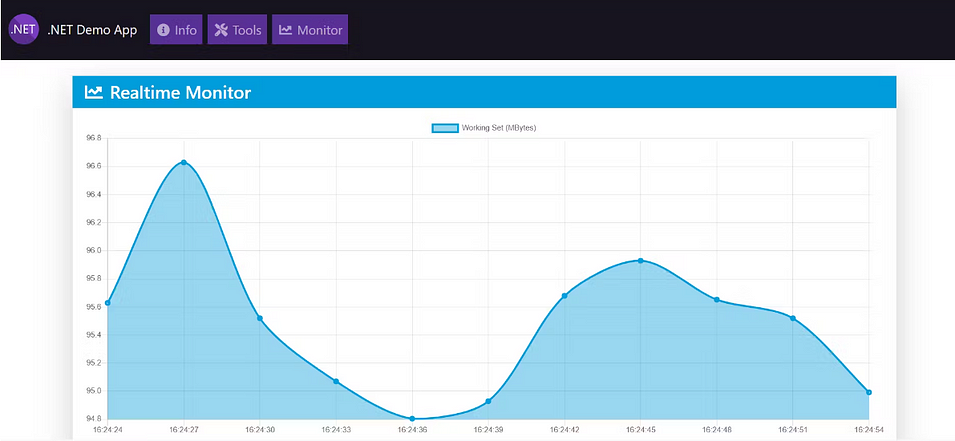 .NET .NET Demo App Info Tools Monitor
Realtime Monitor
Working Set (MBytes)
96.8
96.6
96.4
96.2
96.0
95.8
95.6
95.4
95.2
95.0
94.8
16:24:24 16:24:27 16:24:30 16:24:33 16:24:36 16:24:39 16:24:42 16:24:45 16:24:48 16:24:51 16:24:54